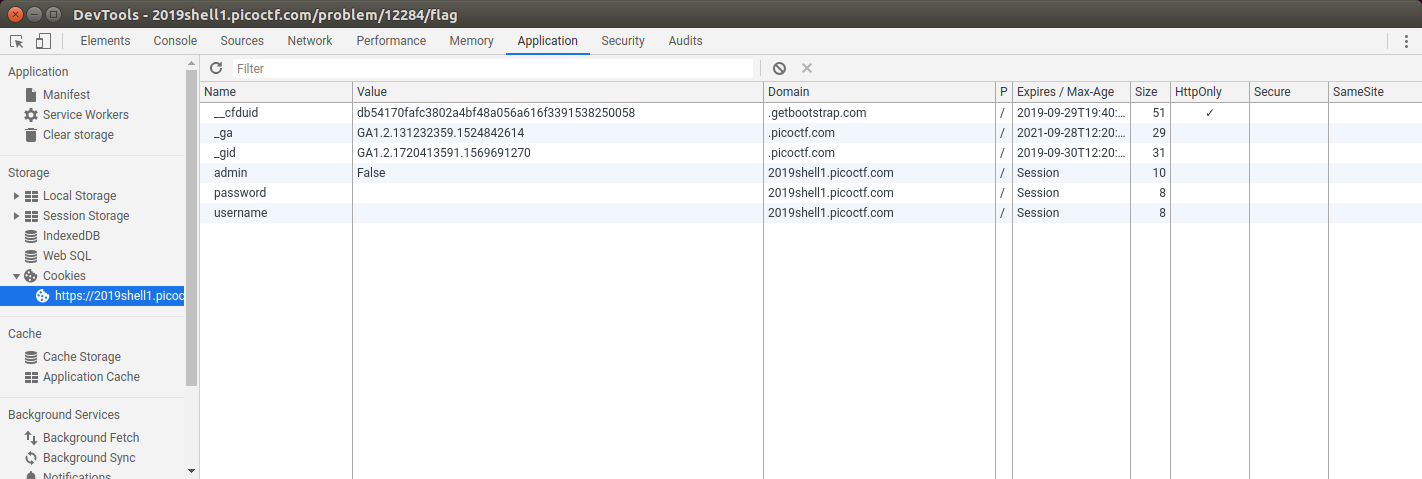 DevTools - 2019shell1.picoctf.com/problem/12284/flag
Elements Console Sources Network Performance Memory Application Security Audits
Application
Manifest
Service Workers
Clear storage
Storage
Local Storage
Session Storage
IndexedDB
Web SQL
Cookies
https://2019shell1.picoc
Cache
Cache Storage
Application Cache
Background Services
Background Fetch
Background Sync
Notifications
Filter
Name Value Domain P Expires / Max-Age Size HttpOnly Secure SameSite
__cfduid db54170fafc3802a4bf48a056a616f3391538250058 .getbootstrap.com / 2019-09-29T19:40:… 51 ✓
_ga GA1.2.131232359.1524842614 .picoctf.com / 2021-09-28T12:20:… 29
_gid GA1.2.1720413591.1569691270 .picoctf.com / 2019-09-30T12:20:… 31
admin False 2019shell1.picoctf.com / Session 10
password 2019shell1.picoctf.com / Session 8
username 2019shell1.picoctf.com / Session 8